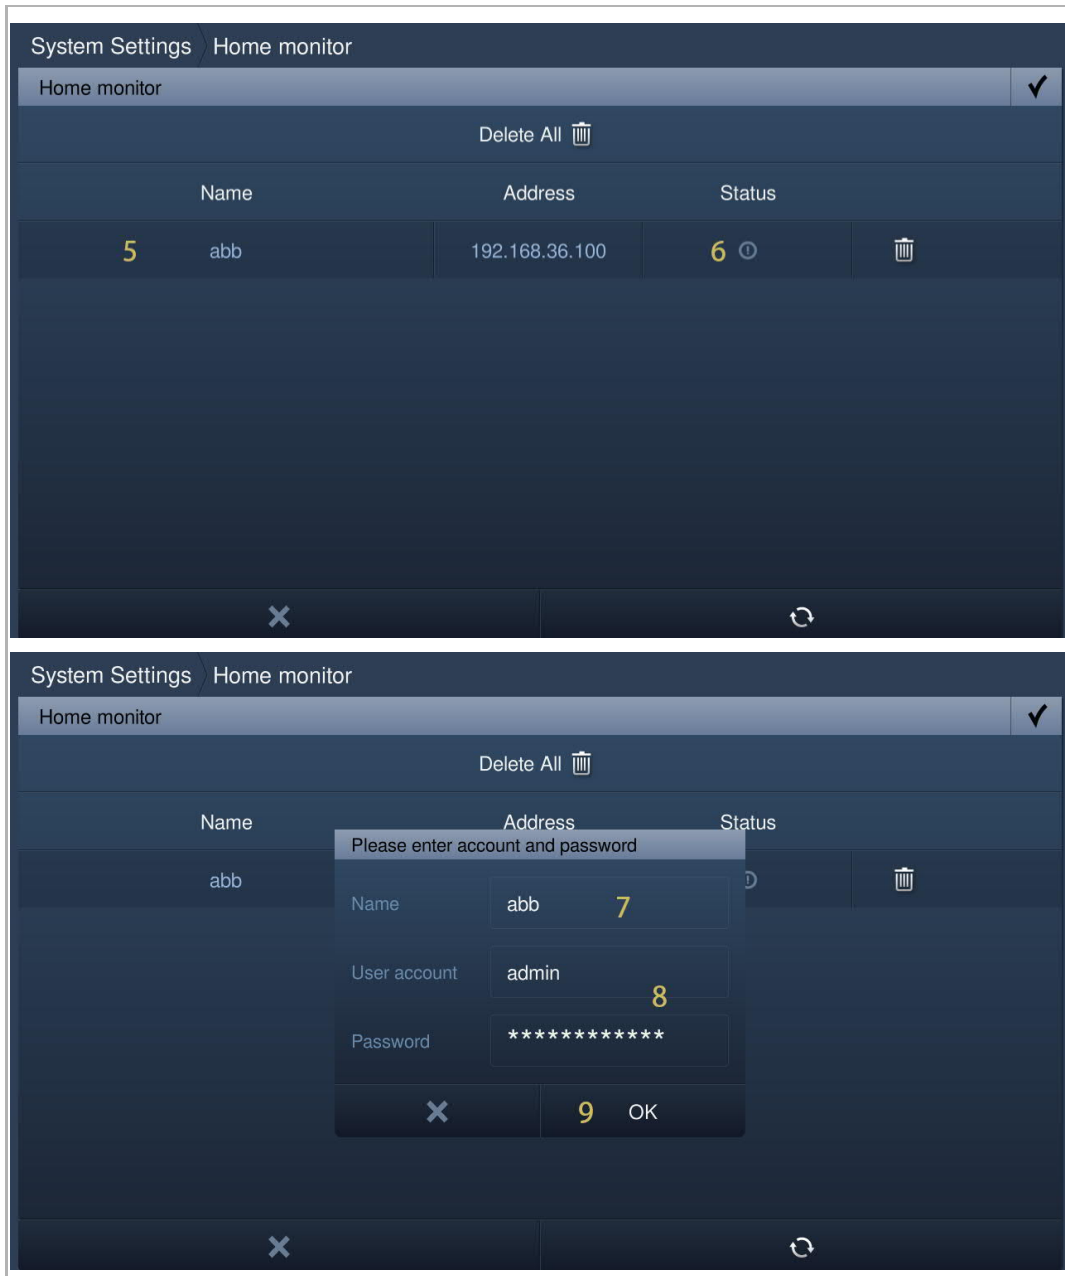 System Settings Home monitor
Home monitor
Delete All
Name Address Status
5 abb 192.168.36.100 6
System Settings Home monitor
Home monitor
Delete All
Name Address Status
Please enter account and password
abb
Name abb 7
User account admin
8
Password ************
9 OK